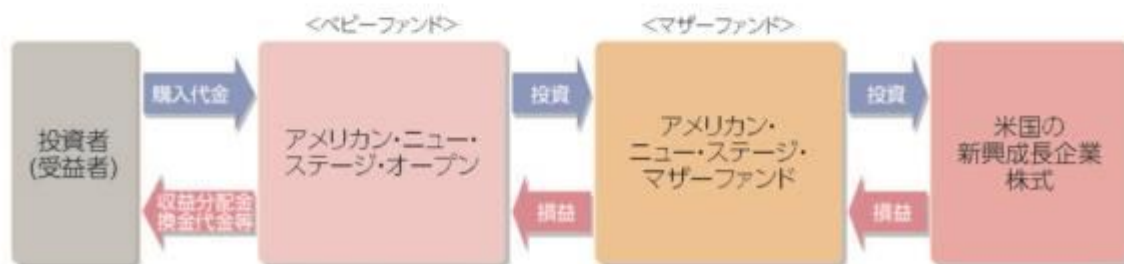 <ベビーファンド>
<マザーファンド>
投資者
(受益者)
購入代金
収益分配金
換金代金等
アメリカン・ニュー・
ステージ・オープン
投資
損益
アメリカン・
ニュー・ステージ・
マザーファンド
投資
損益
米国の
新興成長企業
株式